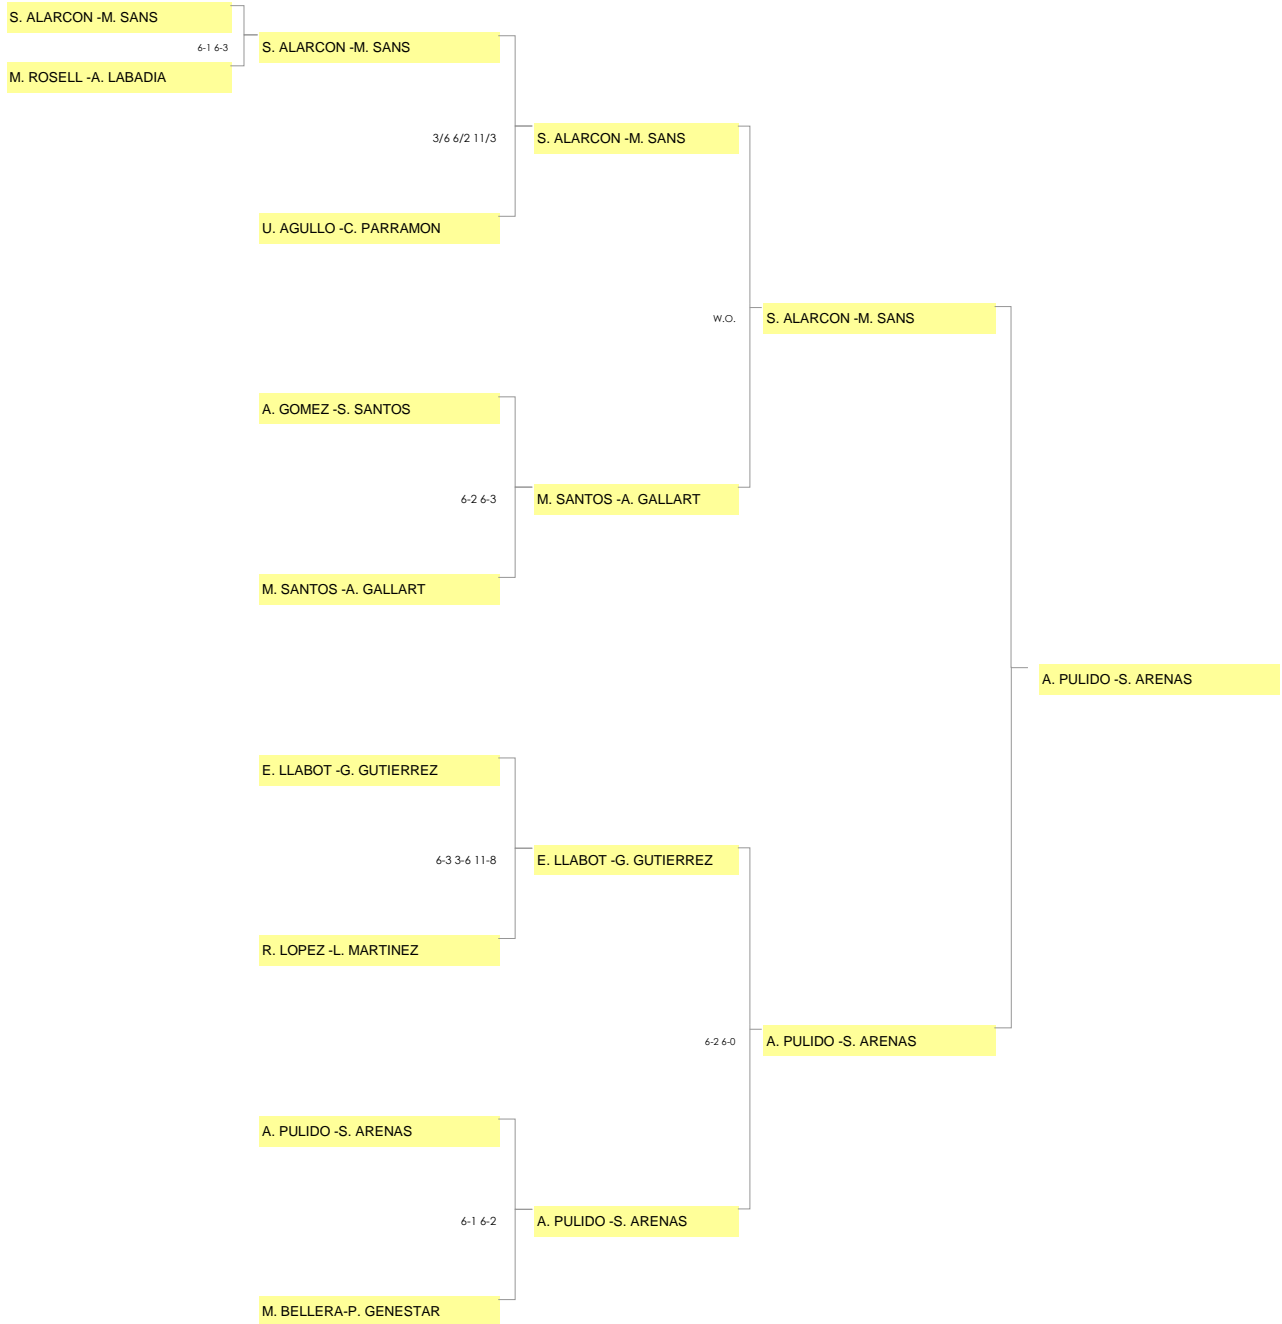 S. ALARCON -M. SANS
6-1 6-3
S. ALARCON -M. SANS
M. ROSELL -A. LABADIA
3/6 6/2 11/3
S. ALARCON -M. SANS
U. AGULLO -C. PARRAMON
W.O.
S. ALARCON -M. SANS
A. GOMEZ -S. SANTOS
6-2 6-3
M. SANTOS -A. GALLART
M. SANTOS -A. GALLART
A. PULIDO -S. ARENAS
E. LLABOT -G. GUTIERREZ
6-3 3-6 11-8
E. LLABOT -G. GUTIERREZ
R. LOPEZ -L. MARTINEZ
6-2 6-0
A. PULIDO -S. ARENAS
A. PULIDO -S. ARENAS
6-1 6-2
A. PULIDO -S. ARENAS
M. BELLERA-P. GENESTAR